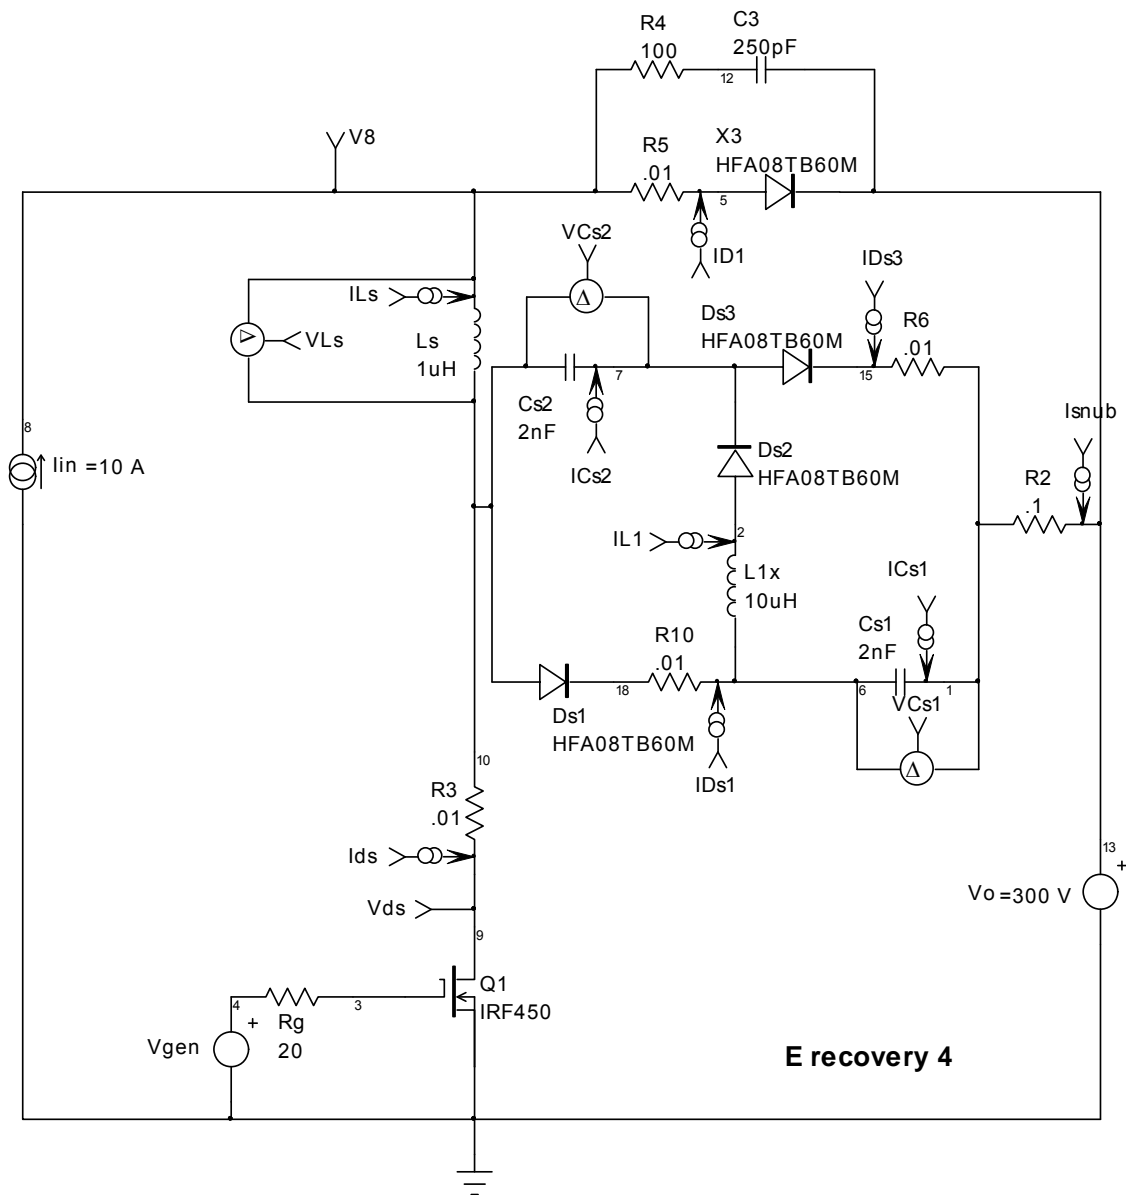 R4
100
C3
250pF
12
V8
R5
.01
X3
HFA08TB60M
5
ID1
VCs2
Δ
IDs3
ILs
VLs
V
Ls
1uH
Ds3
HFA08TB60M
R6
.01
15
7
Cs2
2nF
ICs2
8
Iin =10 A
Ds2
HFA08TB60M
Isnub
R2
.1
IL1
2
L1x
10uH
ICs1
Cs1
2nF
R10
.01
18
6
1
VCs1
Δ
Ds1
HFA08TB60M
IDs1
10
R3
.01
Ids
13
+
Vo =300 V
Vds
9
Q1
IRF450
4
3
+
Rg
20
Vgen
E recovery 4